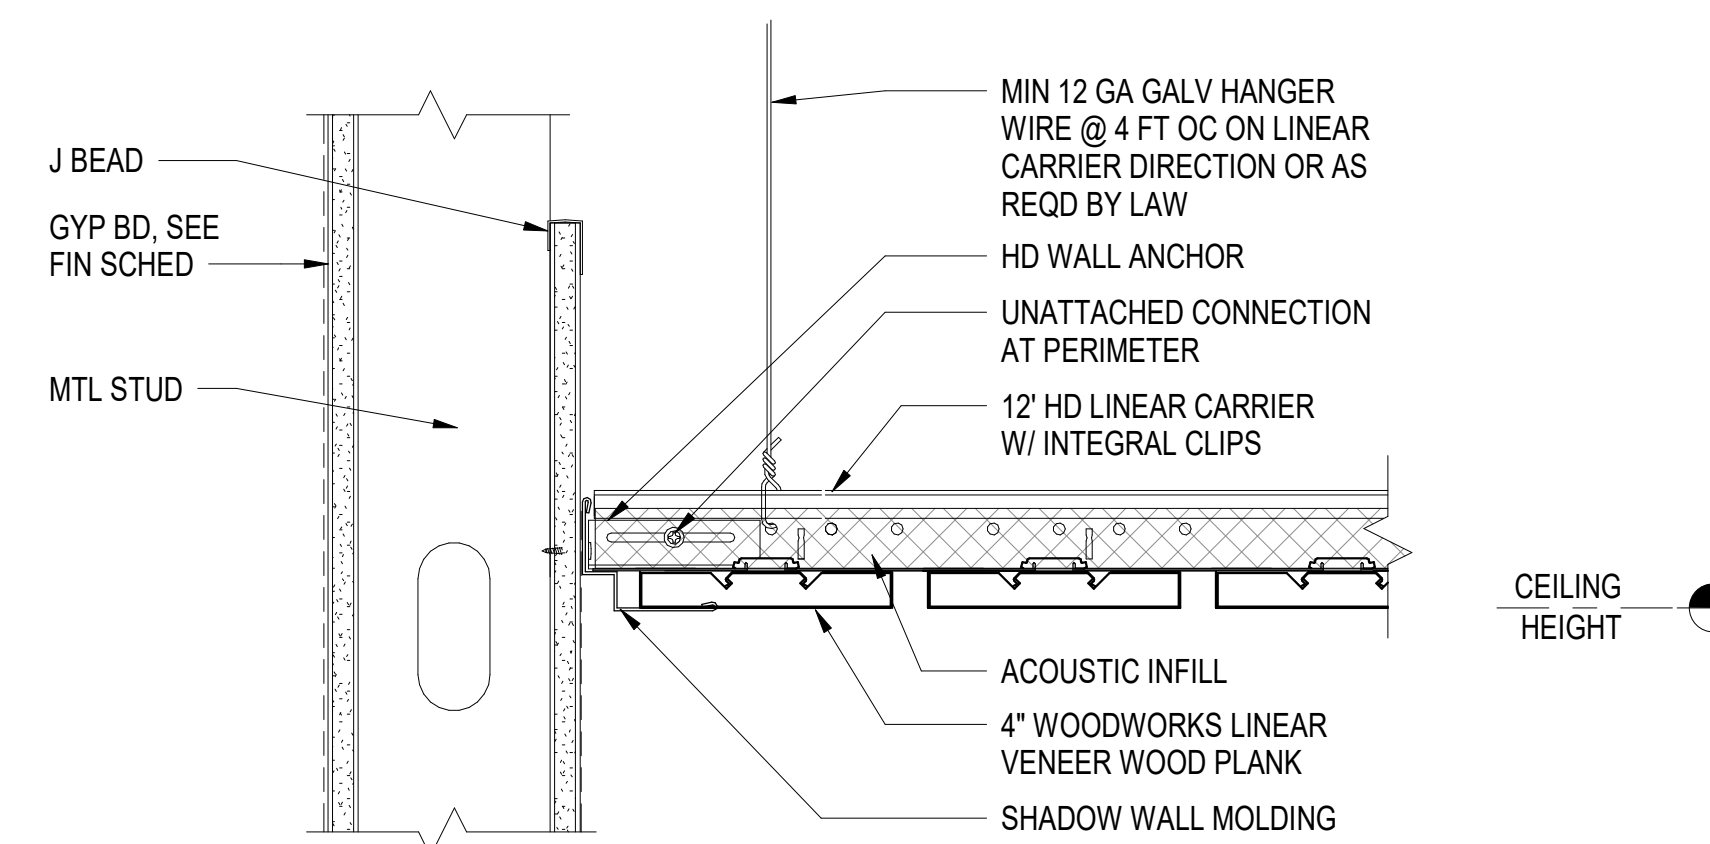 J BEAD
GYP BD, SEE
FIN SCHED
MTL STUD
MIN 12 GA GALV HANGER
WIRE @ 4 FT OC ON LINEAR
CARRIER DIRECTION OR AS
REQD BY LAW
HD WALL ANCHOR
UNATTACHED CONNECTION
AT PERIMETER
12' HD LINEAR CARRIER
W/ INTEGRAL CLIPS
ACOUSTIC INFILL
4" WOODWORKS LINEAR
VENEER WOOD PLANK
SHADOW WALL MOLDING
CEILING
HEIGHT